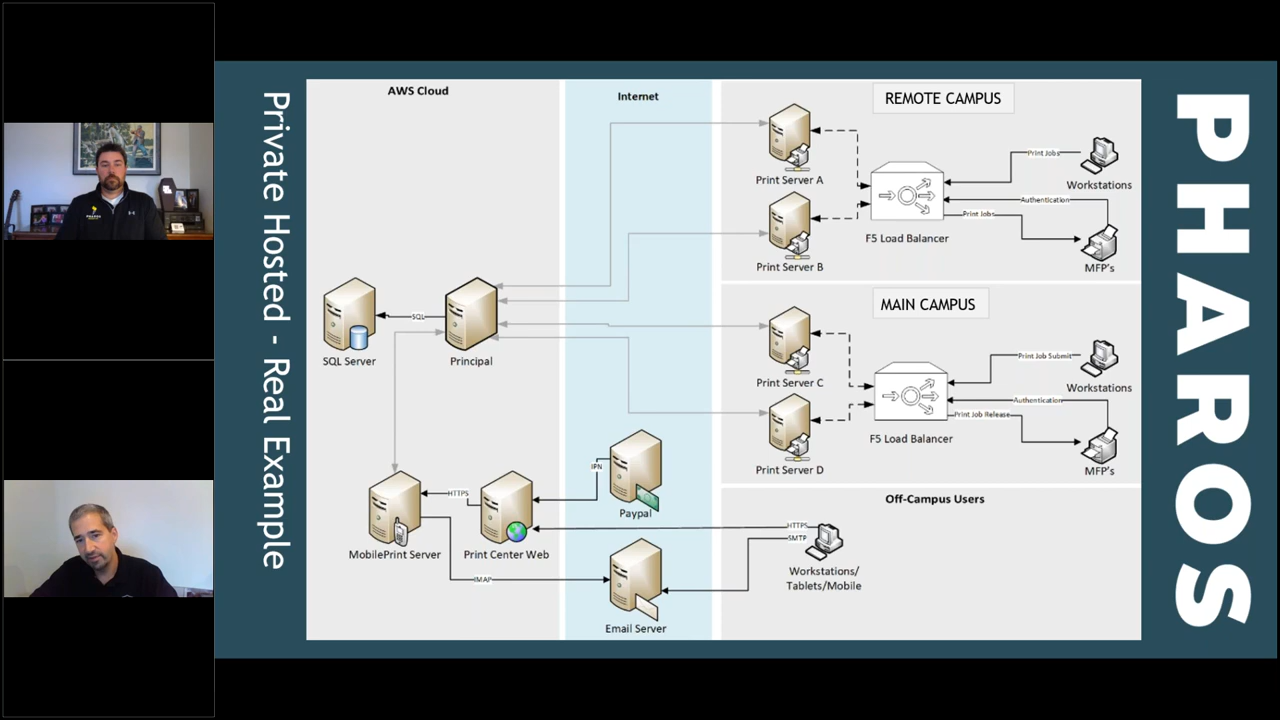 Private Hosted - Real Example
AWS Cloud
Internet
REMOTE CAMPUS
Print Server A
Print Jobs
Workstations
Authentication
Print Jobs
F5 Load Balancer
Print Server B
MFP's
MAIN CAMPUS
SQL
SQL Server
Principal
Print Server C
Print Job Submit
Workstations
Authentication
Print Job Release
F5 Load Balancer
Print Server D
MFP's
IPN
HTTPS
Paypal
Off-Campus Users
MobilePrint Server
Print Center Web
HTTPS
SMTP
IMAP
Workstations/
Tablets/Mobile
Email Server
PHAROS